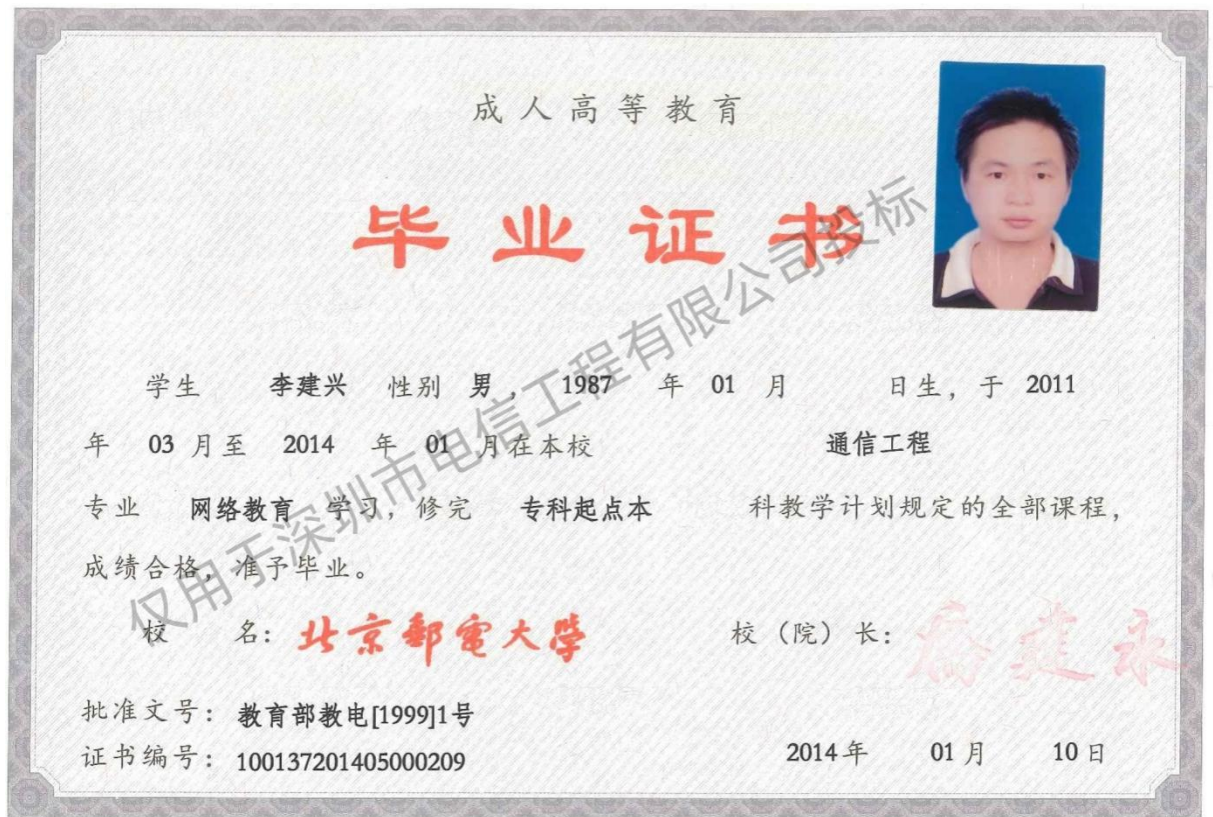 成人高等教育
毕业证书
学生 李建兴 性别 男， 1987 年 01 月 日生，于 2011
年 03 月至 2014 年 01 月在本校 通信工程
专业 网络教育 学习，修完 专科起点本 科教学计划规定的全部课程，
成绩合格，准予毕业。
校 名：北京郵電大學 校（院）长：乔建永
批准文号：教育部教电[1999]1号
证书编号：100137201405000209 2014年 01月 10日
仅用于深圳市电信工程有限公司投标